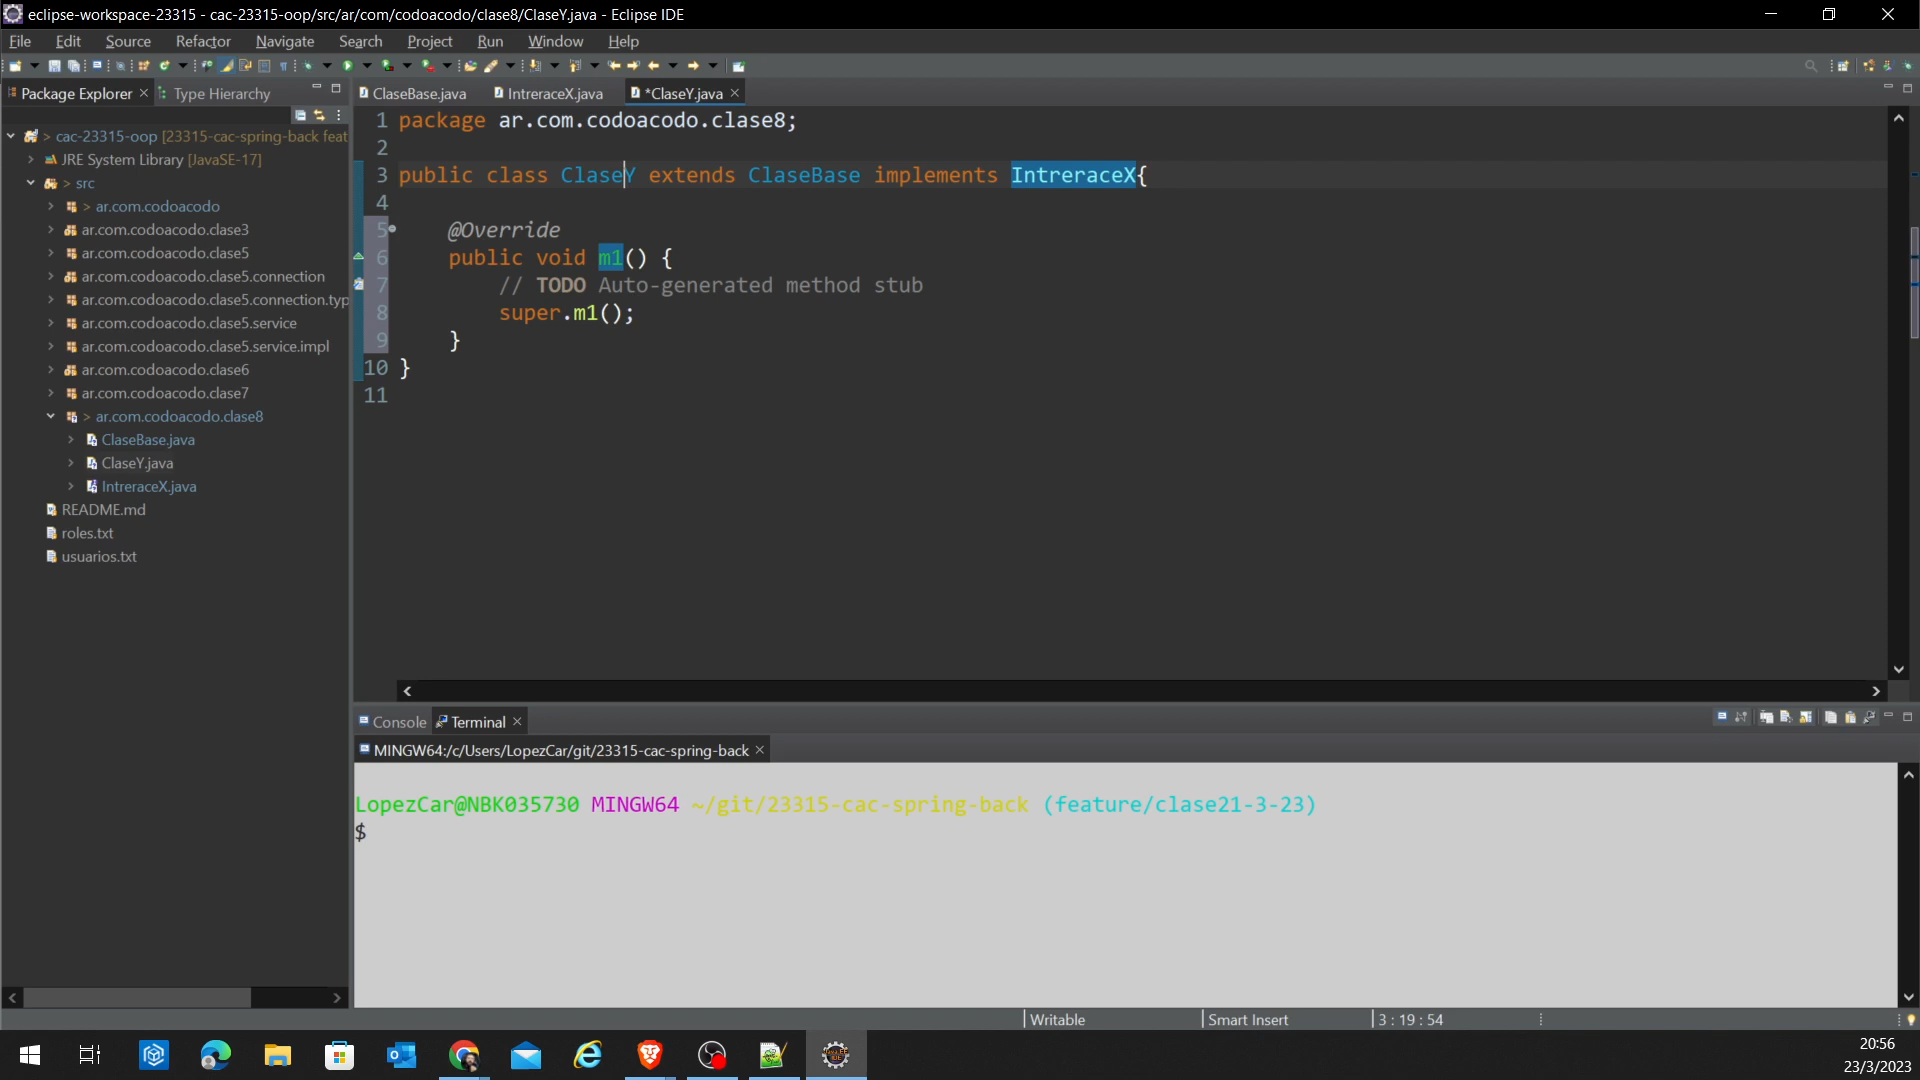 eclipse-workspace-23315 - cac-23315-oop/src/ar/com/codoacodo/clase8/ClaseY.java - Eclipse IDE
File Edit Source Refactor Navigate Search Project Run Window Help
Package Explorer Type Hierarchy
ClaseBase.java IntreraceX.java *ClaseY.java
> cac-23315-oop [23315-cac-spring-back feat
JRE System Library [JavaSE-17]
> src
> ar.com.codoacodo
ar.com.codoacodo.clase3
ar.com.codoacodo.clase5
ar.com.codoacodo.clase5.connection
ar.com.codoacodo.clase5.connection.typ
ar.com.codoacodo.clase5.service
ar.com.codoacodo.clase5.service.impl
ar.com.codoacodo.clase6
ar.com.codoacodo.clase7
> ar.com.codoacodo.clase8
ClaseBase.java
ClaseY.java
IntreraceX.java
README.md
roles.txt
usuarios.txt
1 package ar.com.codoacodo.clase8;
2
3 public class ClaseY extends ClaseBase implements IntreraceX{
4
5 @Override
6 public void m1() {
7 // TODO Auto-generated method stub
8 super.m1();
9 }
10 }
11
Console Terminal
MINGW64:/c/Users/LopezCar/git/23315-cac-spring-back
LopezCar@NBK035730 MINGW64 ~/git/23315-cac-spring-back (feature/clase21-3-23)
$
Writable Smart Insert 3 : 19 : 54
20:56
23/3/2023